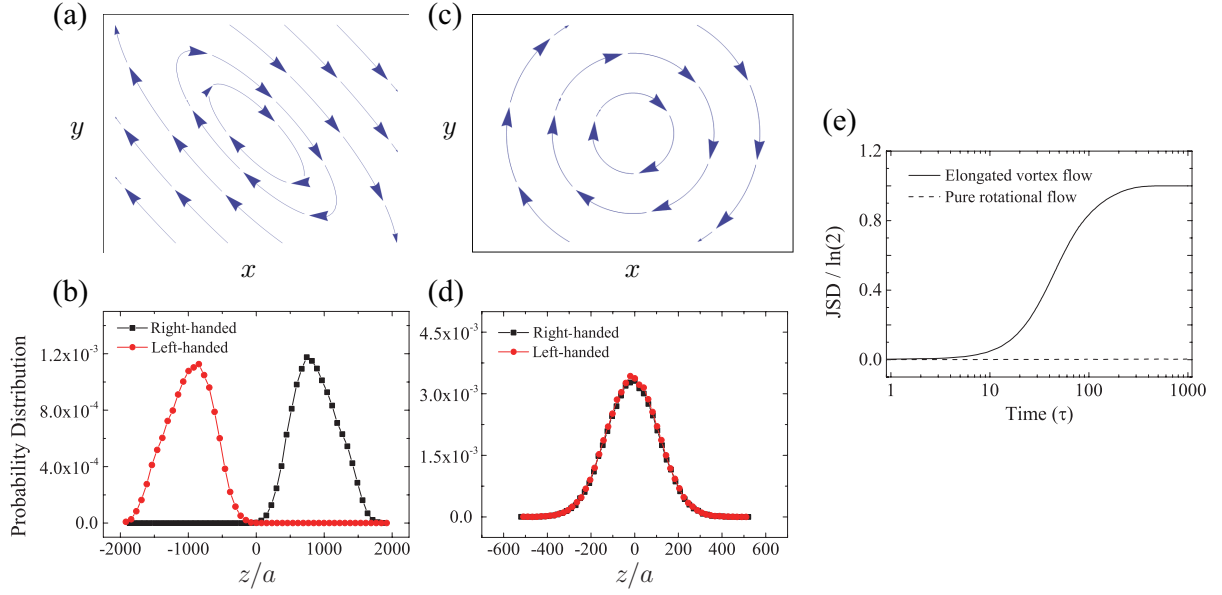 (a)
y
x
(c)
y
x
(b)
Probability Distribution
1.2x10⁻³
8.0x10⁻⁴
4.0x10⁻⁴
0.0
Right-handed
Left-handed
-2000 -1000 0 1000 2000
z/a
(d)
4.5x10⁻³
3.0x10⁻³
1.5x10⁻³
0.0
Right-handed
Left-handed
-600 -400 -200 0 200 400 600
z/a
(e)
JSD / ln(2)
1.2
0.8
0.4
0.0
Elongated vortex flow
Pure rotational flow
1 10 100 1000
Time (τ)